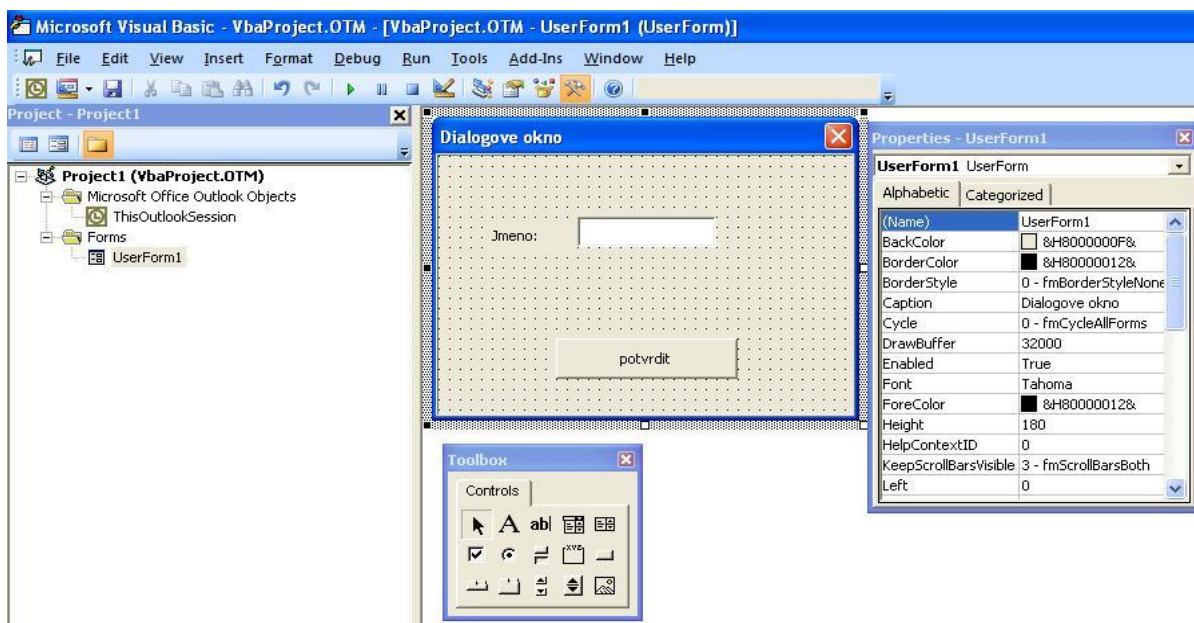 Microsoft Visual Basic - VbaProject.OTM - [VbaProject.OTM - UserForm1 (UserForm)]
File Edit View Insert Format Debug Run Tools Add-Ins Window Help
Project - Project1
Project1 (VbaProject.OTM)
Microsoft Office Outlook Objects
ThisOutlookSession
Forms
UserForm1
Dialogove okno
Jmeno:
potvrdit
Toolbox
Controls
A ab|
xyz
Properties - UserForm1
UserForm1 UserForm
Alphabetic Categorized
(Name) UserForm1
BackColor &H8000000F&
BorderColor &H80000012&
BorderStyle 0 - fmBorderStyleNone
Caption Dialogove okno
Cycle 0 - fmCycleAllForms
DrawBuffer 32000
Enabled True
Font Tahoma
ForeColor &H80000012&
Height 180
HelpContextID 0
KeepScrollBarsVisible 3 - fmScrollBarsBoth
Left 0